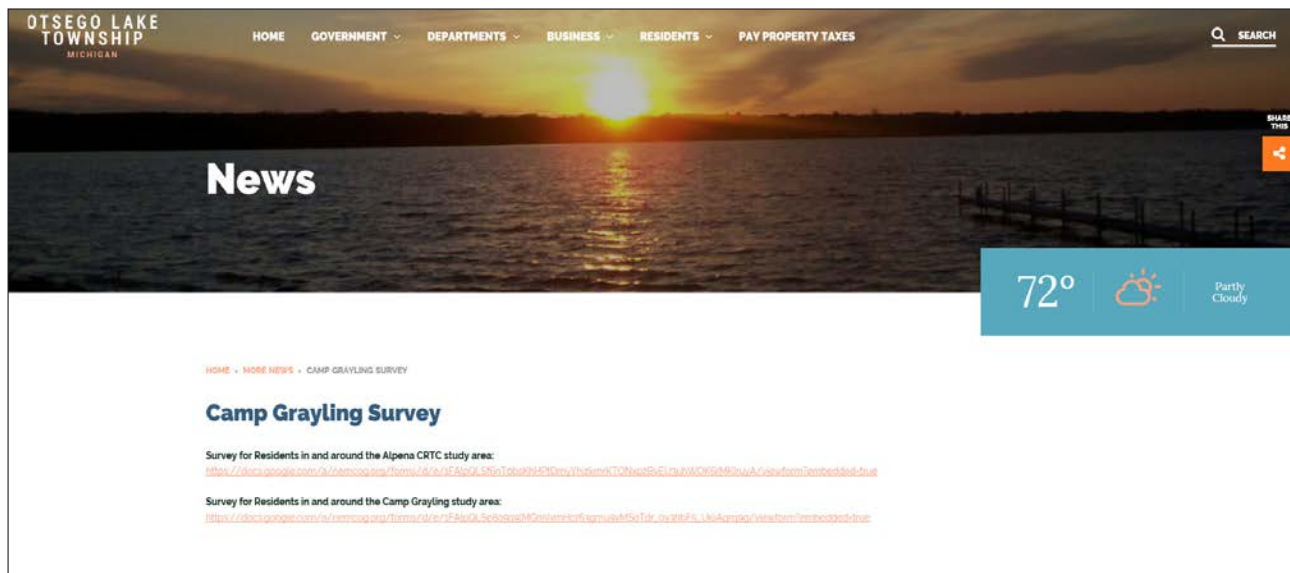 OTSEGO LAKE
TOWNSHIP
MICHIGAN
HOME GOVERNMENT DEPARTMENTS BUSINESS RESIDENTS PAY PROPERTY TAXES
SEARCH
SHARE
THIS
News
72°
Partly
Cloudy
HOME MORE NEWS CAMP GRAYLING SURVEY
Camp Grayling Survey
Survey for Residents in and around the Alpena CRTC study area:
Survey for Residents in and around the Camp Grayling study area: